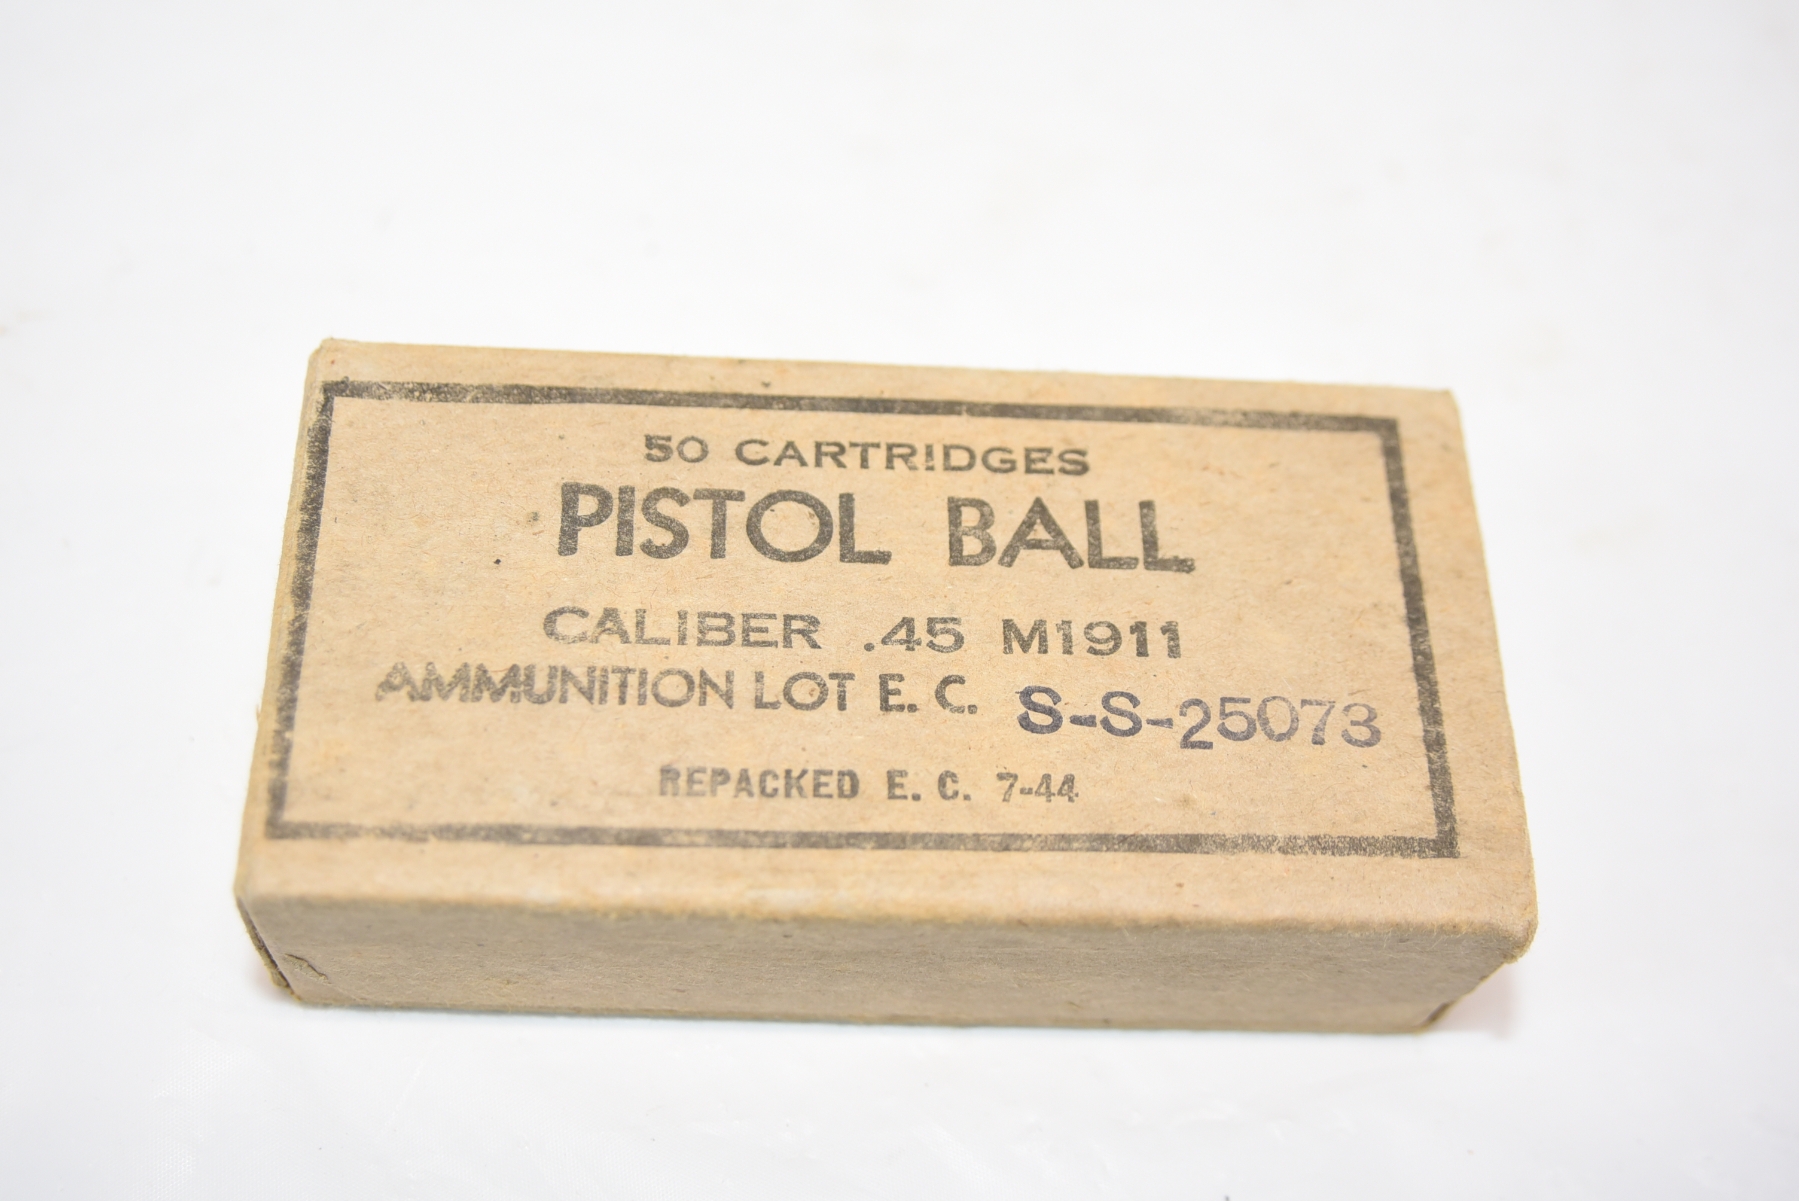 50 CARTRIDGES
PISTOL BALL
CALIBER .45 M1911
AMMUNITION LOT E. C. S-S-25073
REPACKED E. C. 7-44